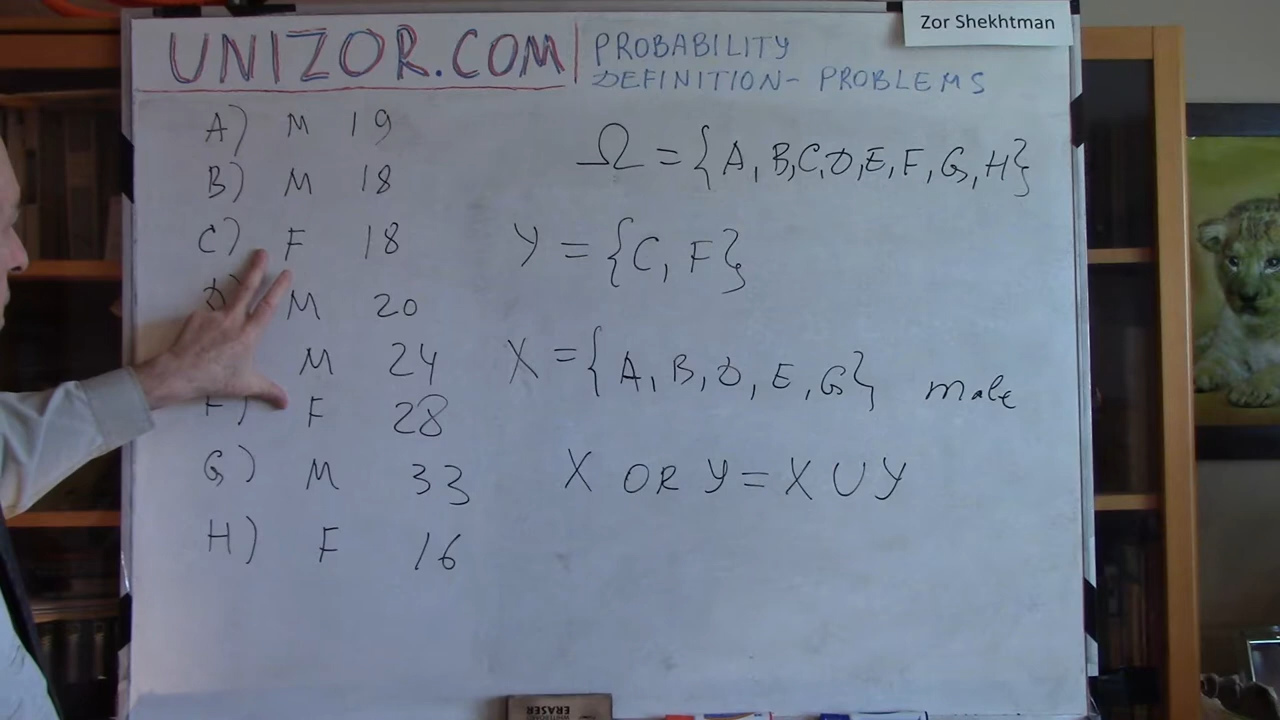 Zor Shekhtman
UNIZOR.COM
PROBABILITY
DEFINITION- PROBLEMS
A) M 19
B) M 18
C) F 18
D) M 20
M 24
F) F 28
G) M 33
H) F 16
Ω = {A, B, C, D, E, F, G, H}
Y = {C, F}
X = {A, B, D, E, G} male
X OR Y = X ∪ Y
ERASER